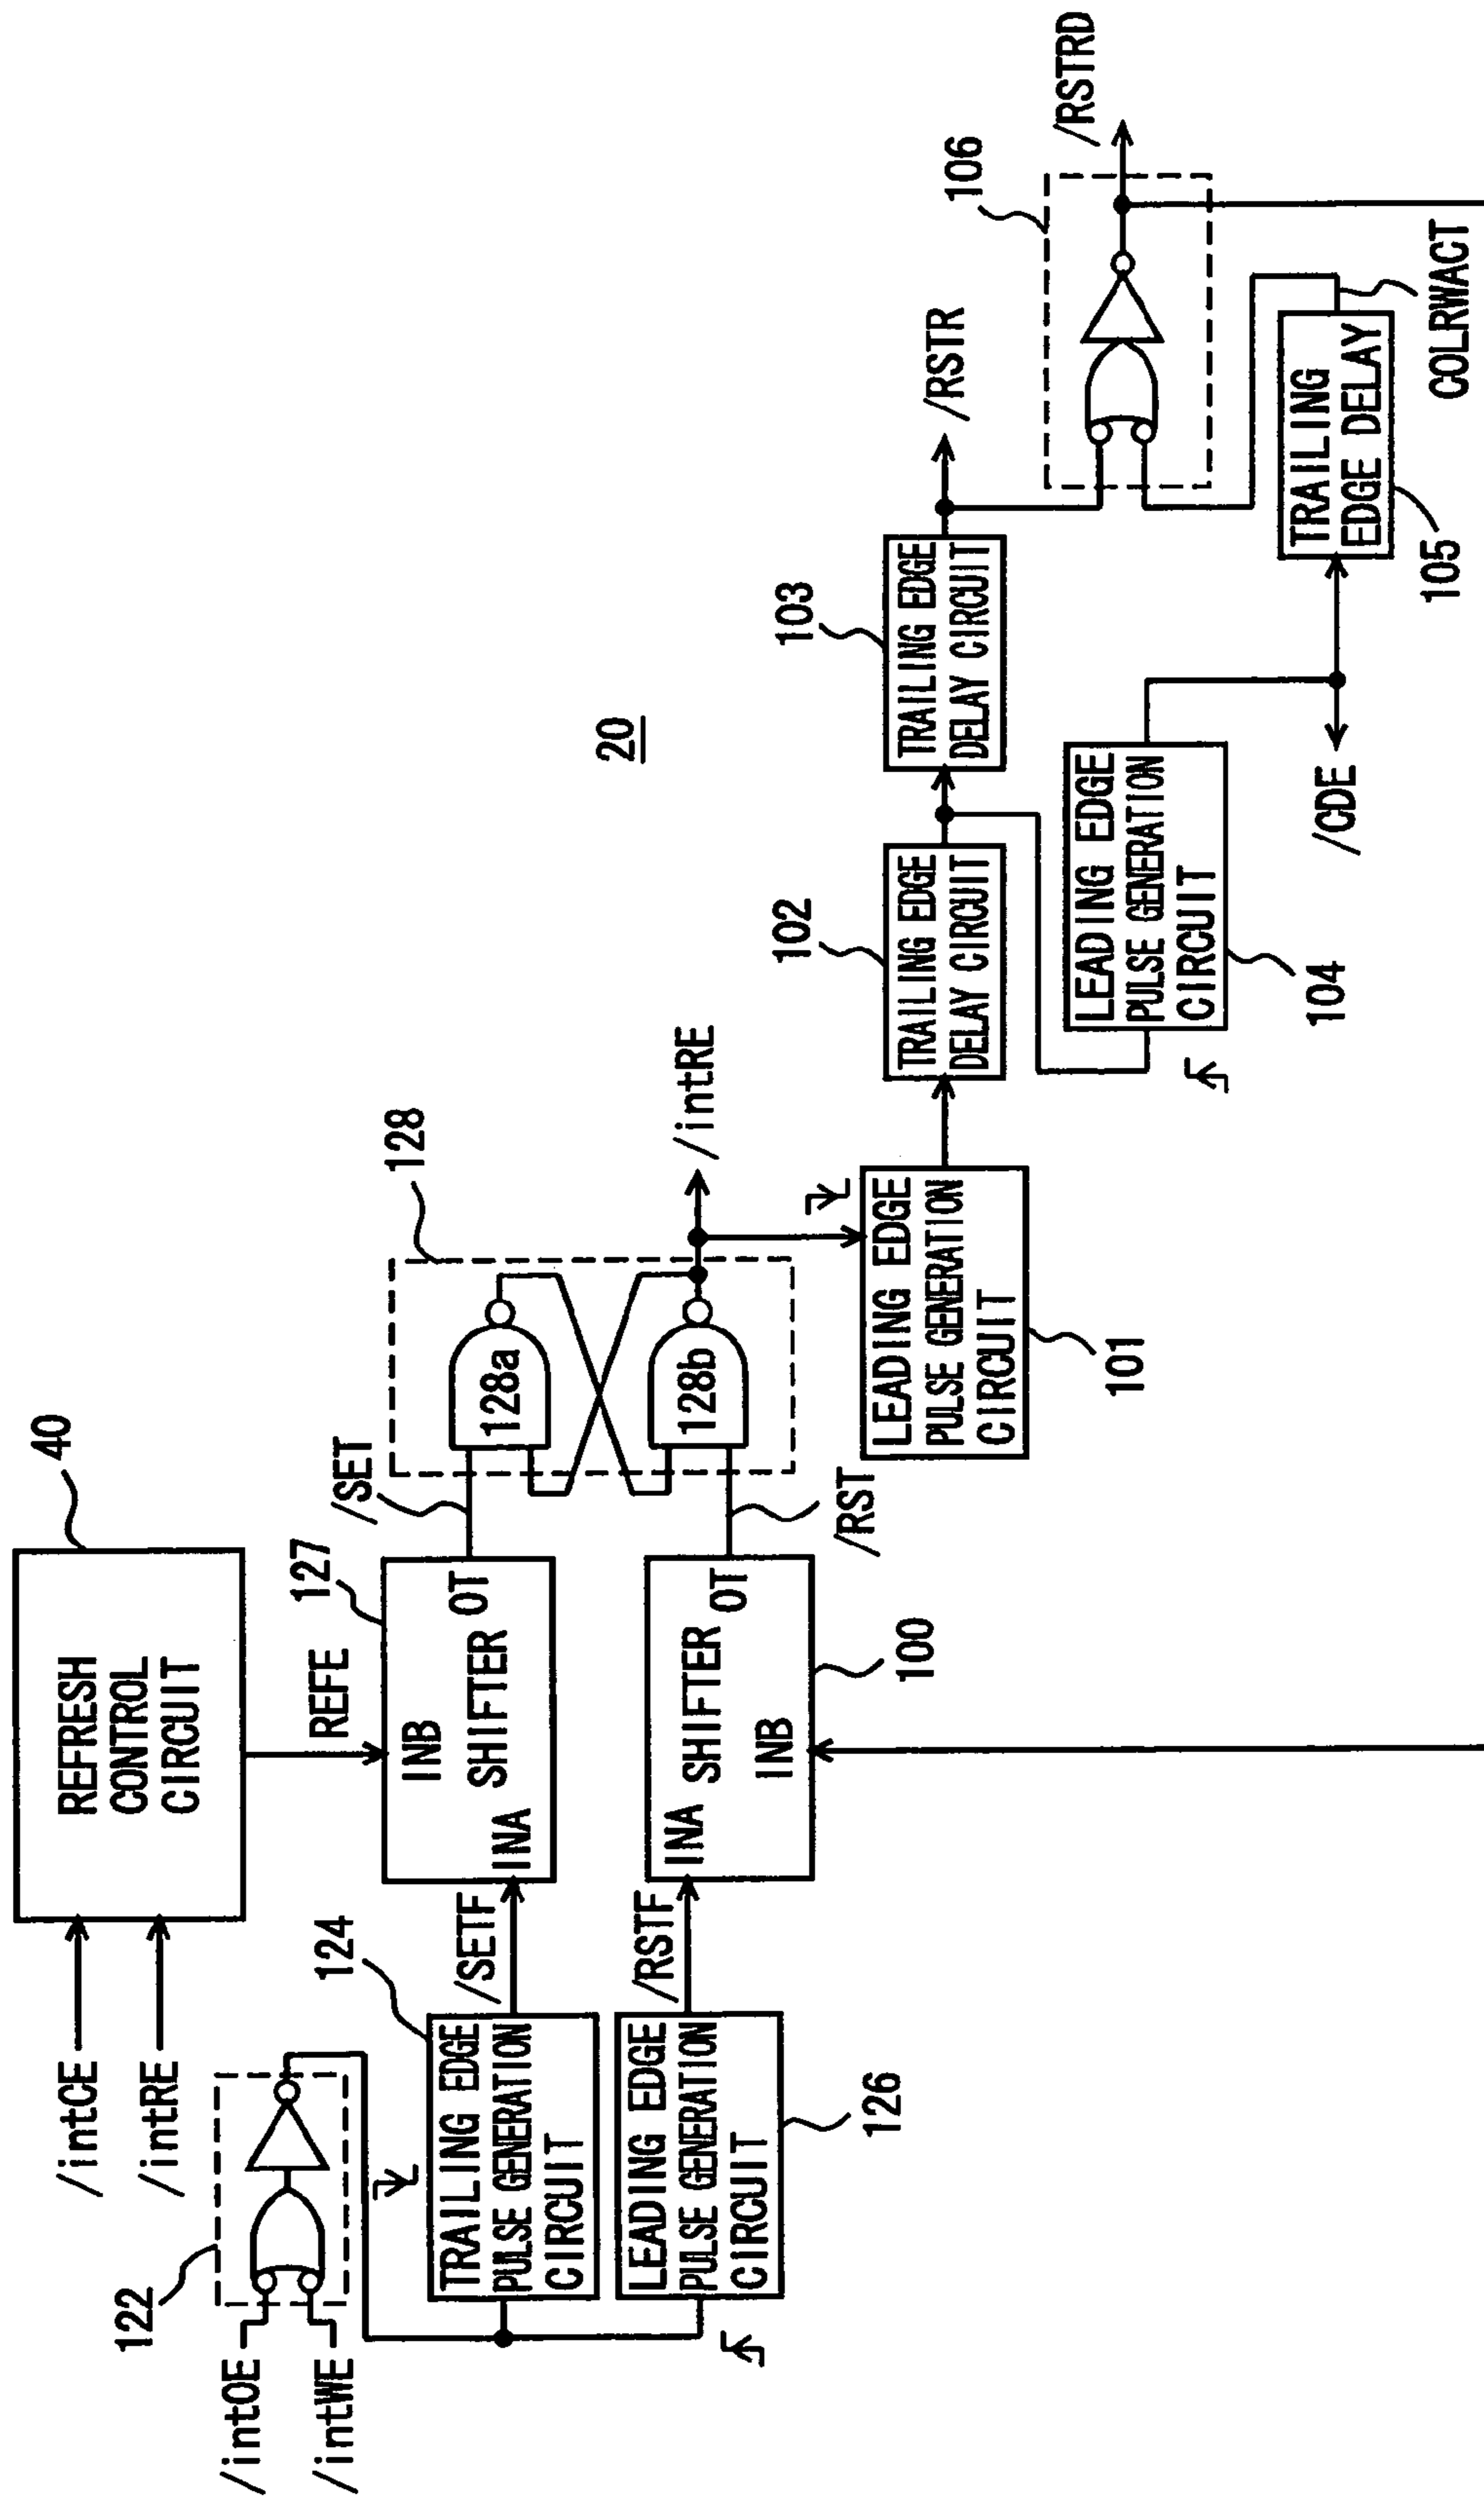 /intCE
/intRE
REFRESH
CONTROL
CIRCUIT
40
122
/intOE
/intWE
124
REFE
127
/SET
128
TRAILING EDGE
PULSE GENERATION
CIRCUIT
/SETF
INA
INB
SHIFTER
OT
128a
LEADING EDGE
PULSE GENERATION
CIRCUIT
126
/RSTF
INA
SHIFTER
INB
OT
100
/RST
128b
/intRE
20
LEADING EDGE
PULSE GENERATION
CIRCUIT
101
102
TRAILING EDGE
DELAY CIRCUIT
103
TRAILING EDGE
DELAY CIRCUIT
/RSTR
106
/RSTRD
LEADING EDGE
PULSE GENERATION
CIRCUIT
104
/CDE
TRAILING
EDGE DELAY
105
COLRWACT